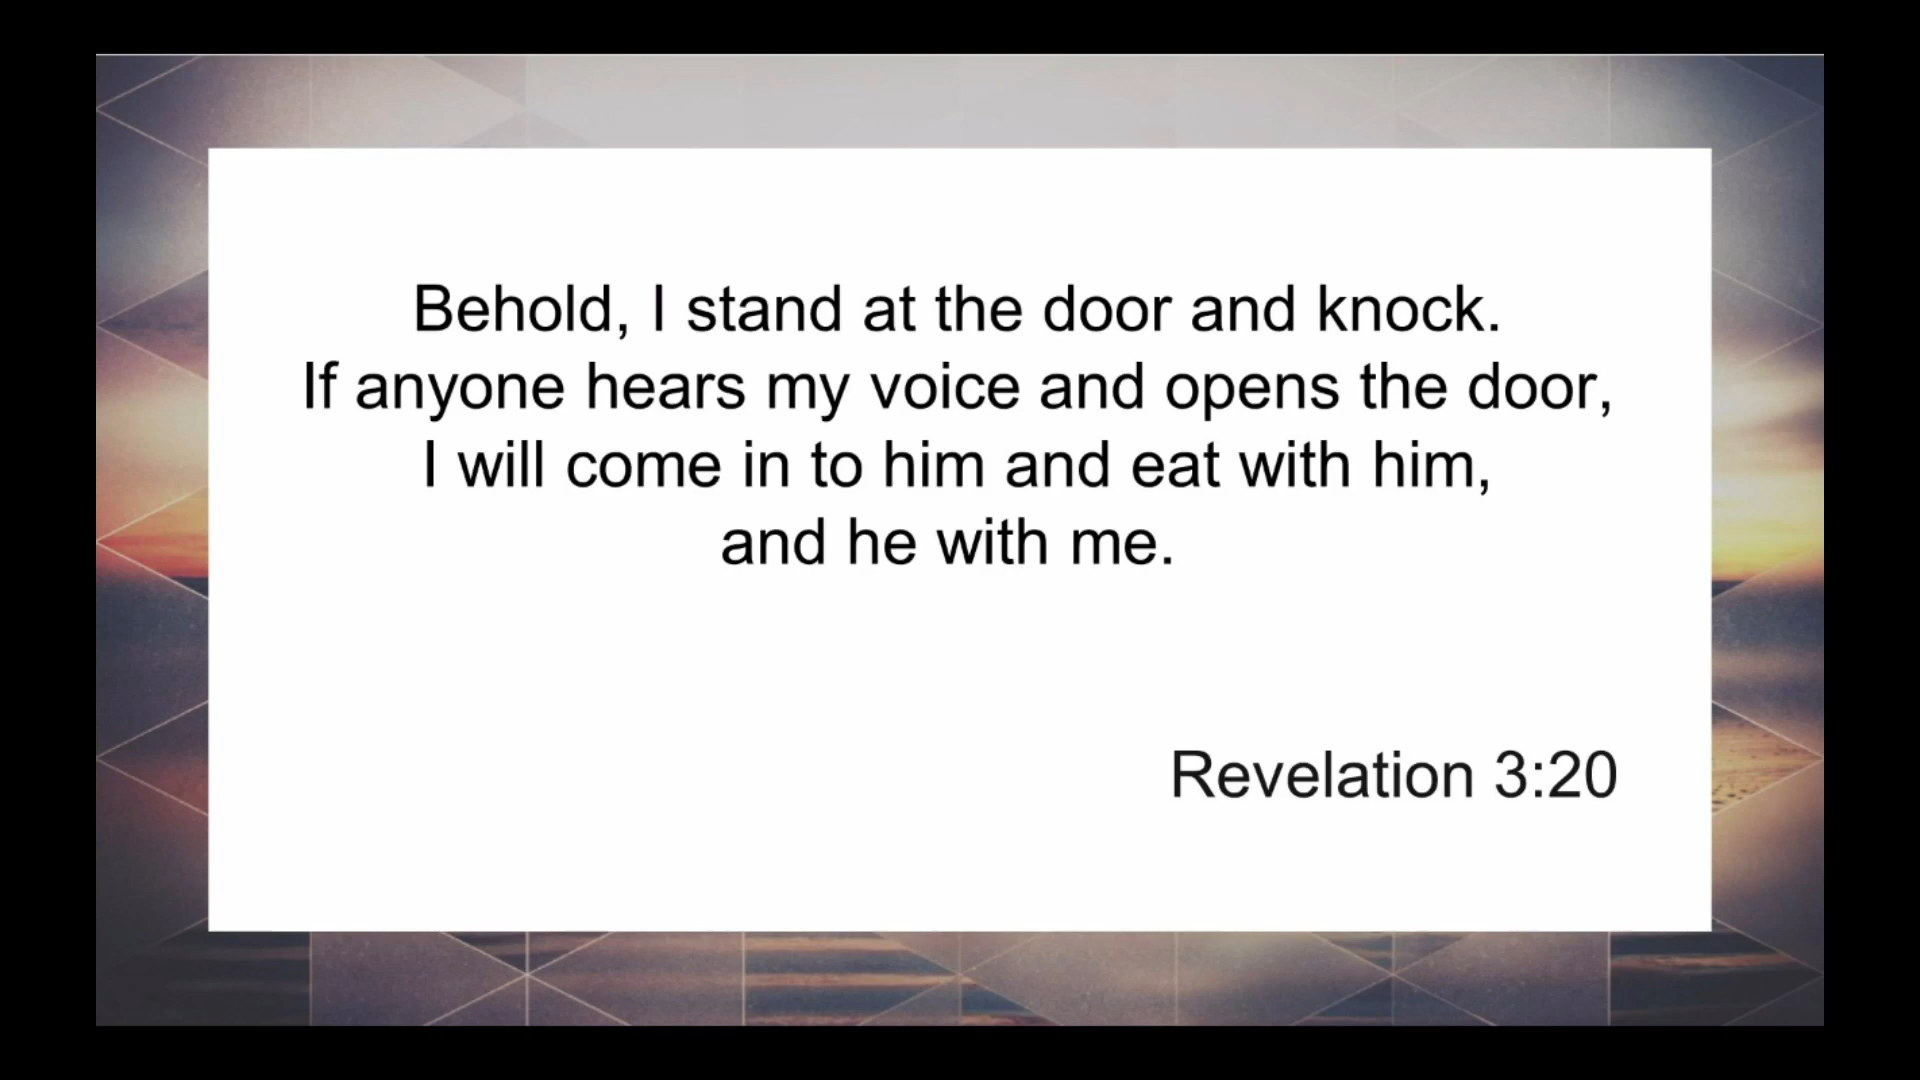 Behold, I stand at the door and knock.
If anyone hears my voice and opens the door,
I will come in to him and eat with him,
and he with me.
Revelation 3:20